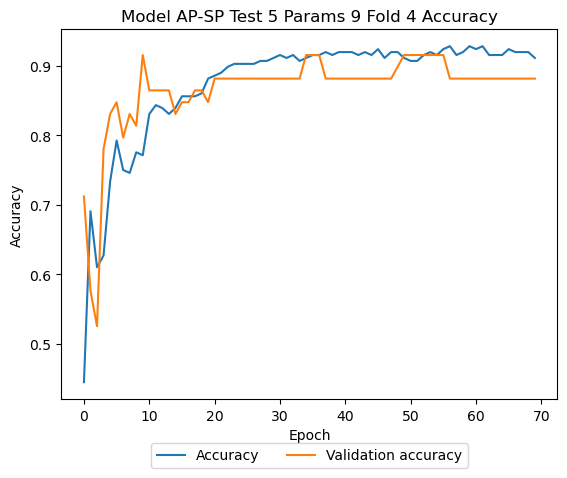 Model AP-SP Test 5 Params 9 Fold 4 Accuracy
Accuracy
0.9
0.8
0.7
0.6
0.5
0 10 20 30 40 50 60 70
Epoch
Accuracy Validation accuracy